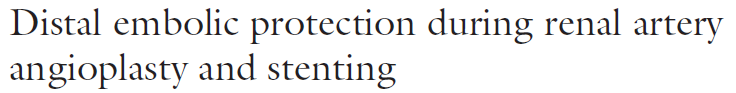 Distal embolic protection during renal artery
angioplasty and stenting